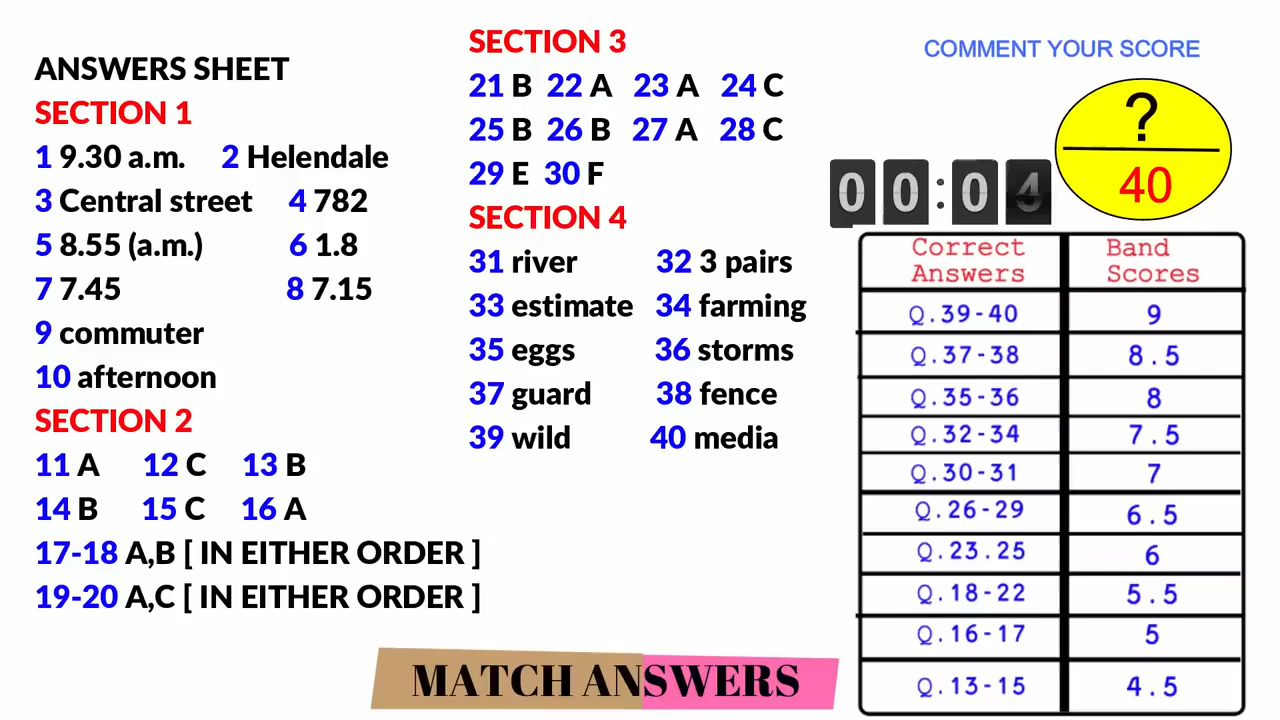 ANSWERS SHEET
SECTION 1
1 9.30 a.m. 2 Helendale
3 Central street 4 782
5 8.55 (a.m.) 6 1.8
7 7.45 8 7.15
9 commuter
10 afternoon
SECTION 2
11 A 12 C 13 B
14 B 15 C 16 A
17-18 A,B [ IN EITHER ORDER ]
19-20 A,C [ IN EITHER ORDER ]
SECTION 3
21 B 22 A 23 A 24 C
25 B 26 B 27 A 28 C
29 E 30 F
SECTION 4
31 river 32 3 pairs
33 estimate 34 farming
35 eggs 36 storms
37 guard 38 fence
39 wild 40 media
COMMENT YOUR SCORE
?
40
00:04
Correct Answers Band Scores
Q.39-40 9
Q.37-38 8.5
Q.35-36 8
Q.32-34 7.5
Q.30-31 7
Q.26-29 6.5
Q.23.25 6
Q.18-22 5.5
Q.16-17 5
Q.13-15 4.5
MATCH ANSWERS